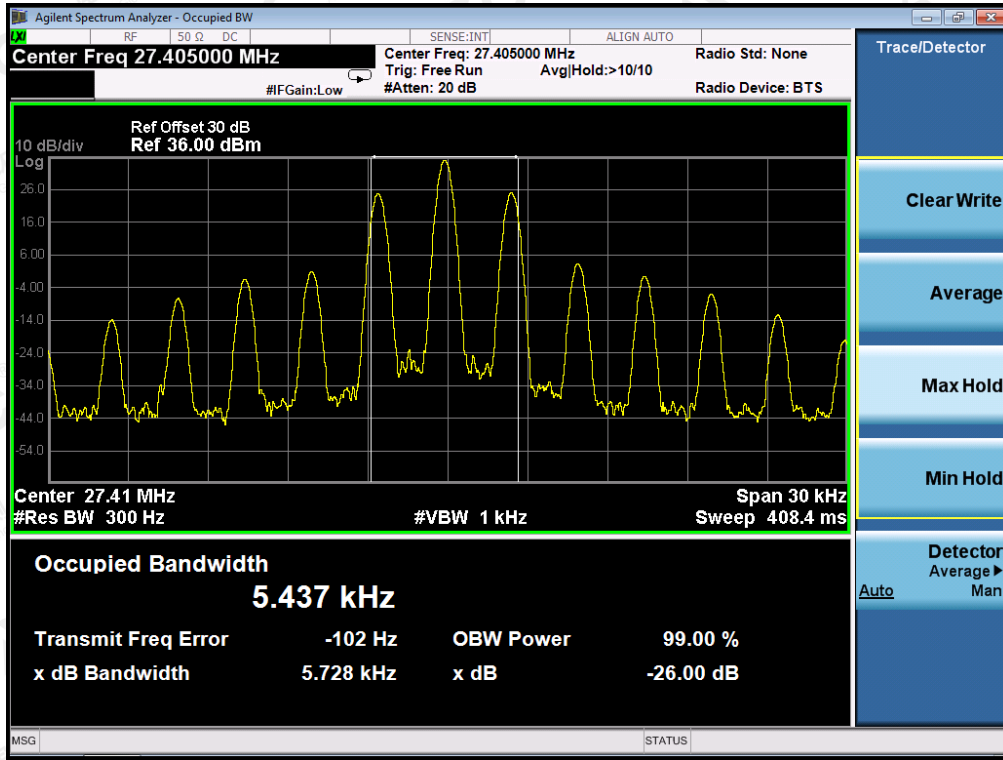 Agilent Spectrum Analyzer - Occupied BW
LXI RF 50 Ω DC SENSE:INT ALIGN AUTO
Center Freq 27.405000 MHz
#IFGain:Low
Center Freq: 27.405000 MHz
Trig: Free Run Avg|Hold:>10/10
#Atten: 20 dB
Radio Std: None
Radio Device: BTS
Ref Offset 30 dB
10 dB/div Ref 36.00 dBm
Log
26.0
16.0
6.00
-4.00
-14.0
-24.0
-34.0
-44.0
-54.0
Center 27.41 MHz Span 30 kHz
#Res BW 300 Hz #VBW 1 kHz Sweep 408.4 ms
Occupied Bandwidth
5.437 kHz
Transmit Freq Error -102 Hz OBW Power 99.00 %
x dB Bandwidth 5.728 kHz x dB -26.00 dB
MSG STATUS
Trace/Detector
Clear Write
Average
Max Hold
Min Hold
Detector
Average
Auto Man